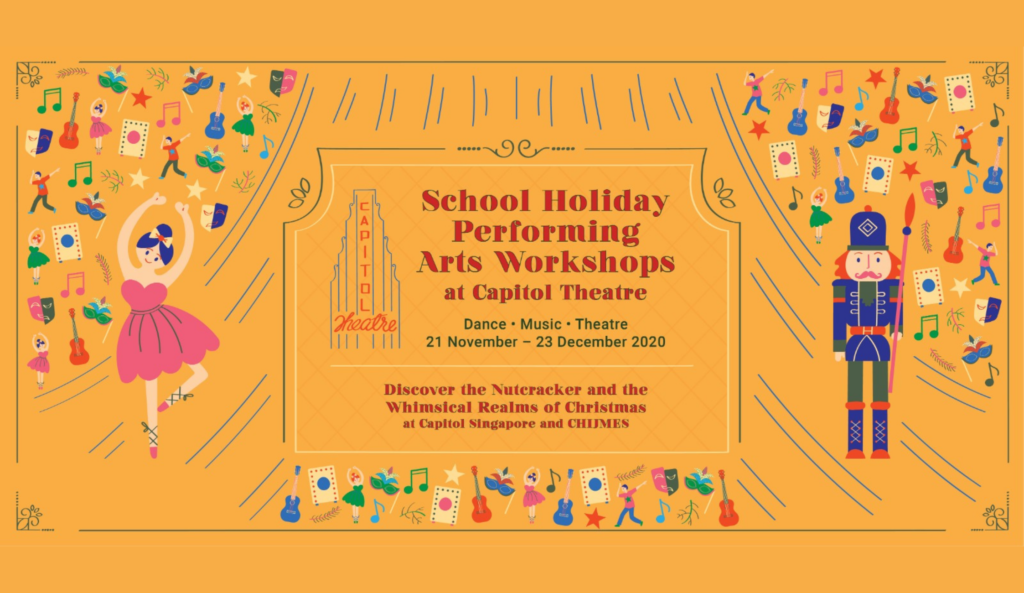 CAPITOL
Theatre
School Holiday
Performing
Arts Workshops
at Capitol Theatre
Dance • Music • Theatre
21 November – 23 December 2020
Discover the Nutcracker and the
Whimsical Realms of Christmas
at Capitol Singapore and CHIJMES